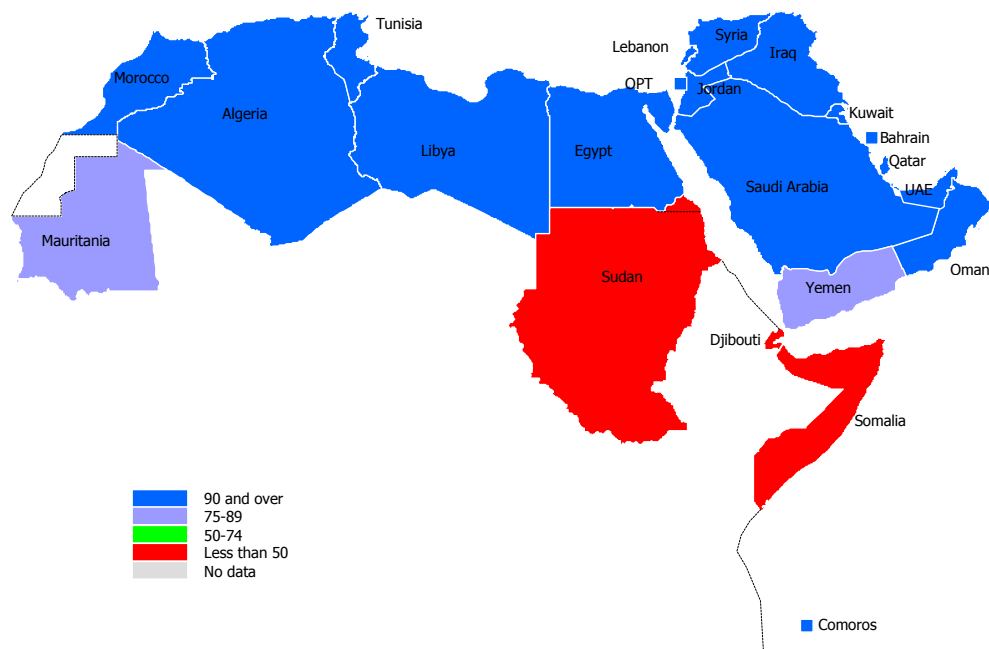 Tunisia
Syria
Lebanon
Iraq
Morocco
OPT
Jordan
Algeria
Kuwait
Bahrain
Libya
Egypt
Qatar
Saudi Arabia
UAE
Mauritania
Oman
Sudan
Yemen
Djibouti
Somalia
90 and over
75-89
50-74
Less than 50
No data
Comoros